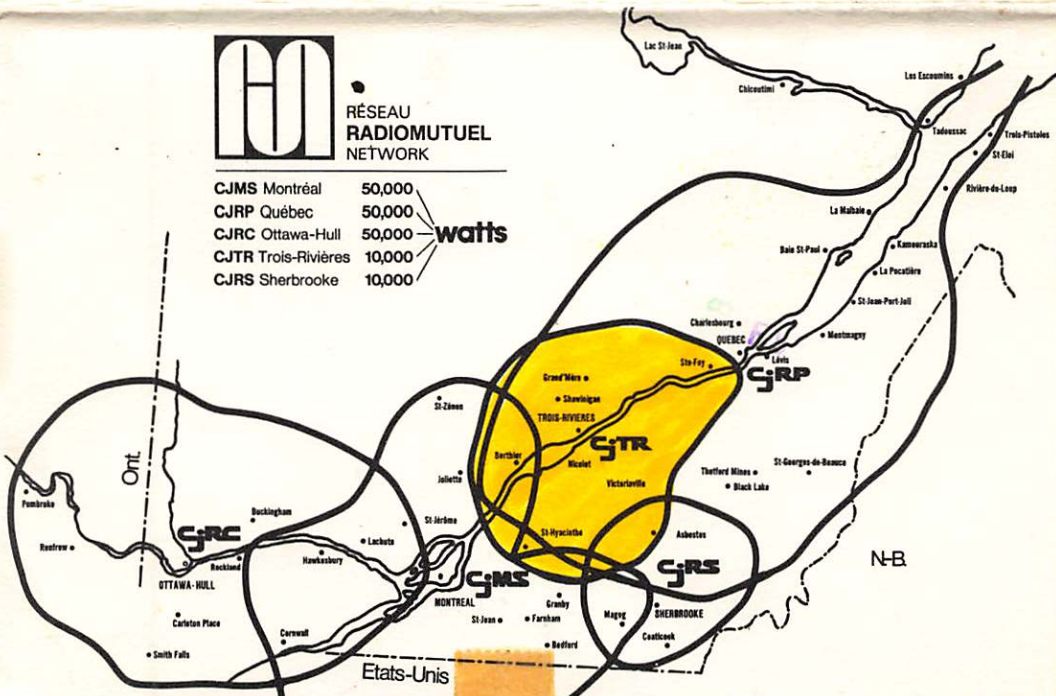 RÉSEAU
RADIOMUTUEL
NETWORK
CJMS Montréal 50,000
CJRP Québec 50,000
CJRC Ottawa-Hull 50,000
CJTR Trois-Rivières 10,000
CJRS Sherbrooke 10,000
watts
Lac St-Jean
Chicoutimi
Les Escoumins
Tadoussac
Trois-Pistoles
St-Eloi
Rivière-du-Loup
La Malbaie
Baie St-Paul
Kamouraska
La Pocatière
St-Jean-Port-Joli
Montmagny
Charlesbourg
QUEBEC
Lévis
Ste-Foy
CJRP
Grand'Mère
Shawinigan
TROIS-RIVIERES
CJTR
Nicolet
Victoriaville
Berthier
St-Zénon
Joliette
Thetford Mines
Black Lake
St-Georges-de-Beauce
N-B.
Ont.
Pembroke
Renfrew
CJRC
Buckingham
Rockland
OTTAWA-HULL
Carleton Place
Smith Falls
Hawkesbury
Lachute
St-Jérôme
Cornwall
St-Hyacinthe
Asbestos
CJMS
MONTREAL
CJRS
Granby
St-Jean
Farnham
Bedford
Magog
SHERBROOKE
Coaticook
Etats-Unis